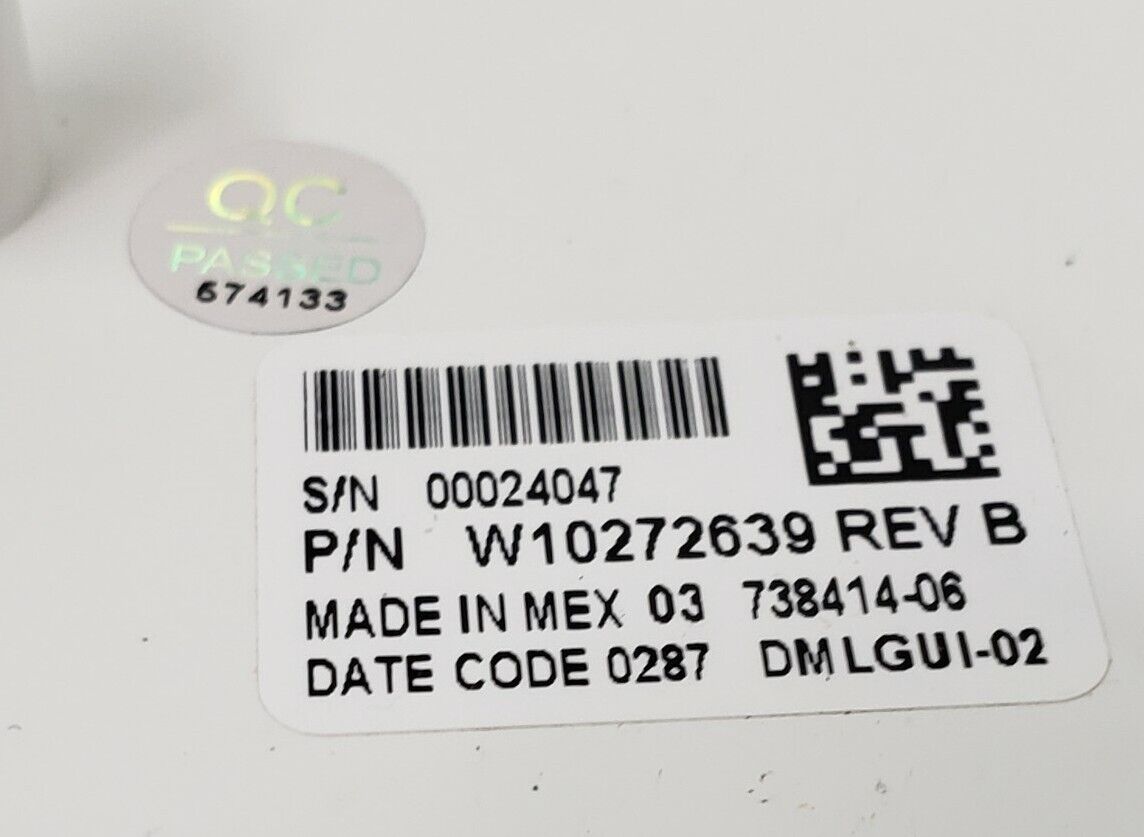 QC
PASSED
674133
S/N 00024047
P/N W10272639 REV B
MADE IN MEX 03 738414-06
DATE CODE 0287 DMLGUI-02